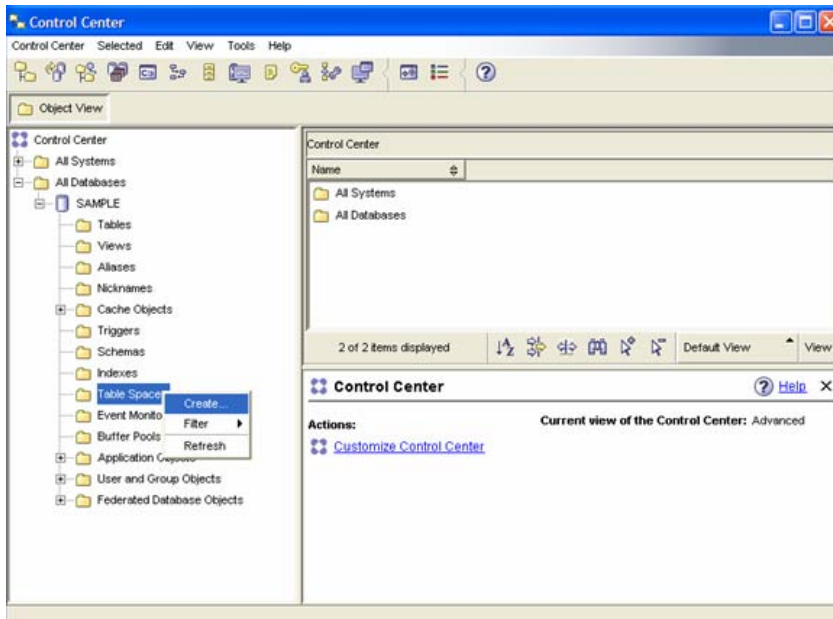 Control Center
Control Center Selected Edit View Tools Help
Object View
Control Center
All Systems
All Databases
SAMPLE
Tables
Views
Aliases
Nicknames
Cache Objects
Triggers
Schemas
Indexes
Table Spaces
Event Monito
Buffer Pools
Application
User and Group Objects
Federated Database Objects
Create...
Filter
Refresh
Control Center
Name
All Systems
All Databases
2 of 2 items displayed
Default View
View
Control Center
Help
Actions:
Current view of the Control Center: Advanced
Customize Control Center